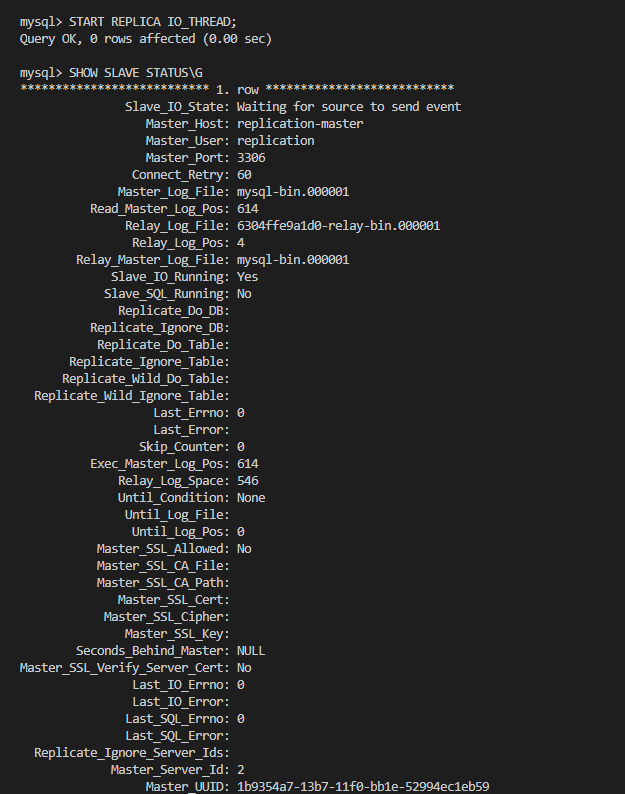 mysql> START REPLICA IO_THREAD;
Query OK, 0 rows affected (0.00 sec)
mysql> SHOW SLAVE STATUS\G
*************************** 1. row ***************************
Slave_IO_State: Waiting for source to send event
Master_Host: replication-master
Master_User: replication
Master_Port: 3306
Connect_Retry: 60
Master_Log_File: mysql-bin.000001
Read_Master_Log_Pos: 614
Relay_Log_File: 6304ffe9a1d0-relay-bin.000001
Relay_Log_Pos: 4
Relay_Master_Log_File: mysql-bin.000001
Slave_IO_Running: Yes
Slave_SQL_Running: No
Replicate_Do_DB:
Replicate_Ignore_DB:
Replicate_Do_Table:
Replicate_Ignore_Table:
Replicate_Wild_Do_Table:
Replicate_Wild_Ignore_Table:
Last_Errno: 0
Last_Error:
Skip_Counter: 0
Exec_Master_Log_Pos: 614
Relay_Log_Space: 546
Until_Condition: None
Until_Log_File:
Until_Log_Pos: 0
Master_SSL_Allowed: No
Master_SSL_CA_File:
Master_SSL_CA_Path:
Master_SSL_Cert:
Master_SSL_Cipher:
Master_SSL_Key:
Seconds_Behind_Master: NULL
Master_SSL_Verify_Server_Cert: No
Last_IO_Errno: 0
Last_IO_Error:
Last_SQL_Errno: 0
Last_SQL_Error:
Replicate_Ignore_Server_Ids:
Master_Server_Id: 2
Master_UUID: 1b9354a7-13b7-11f0-bb1e-52994ec1eb59